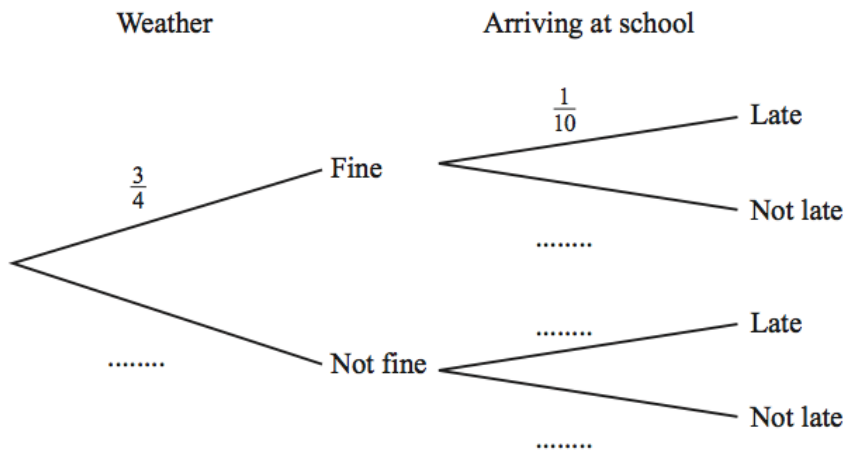 Weather Arriving at school
1/10
Late
3/4
Fine
Not late
........
........
Late
........
Not fine
Not late
........